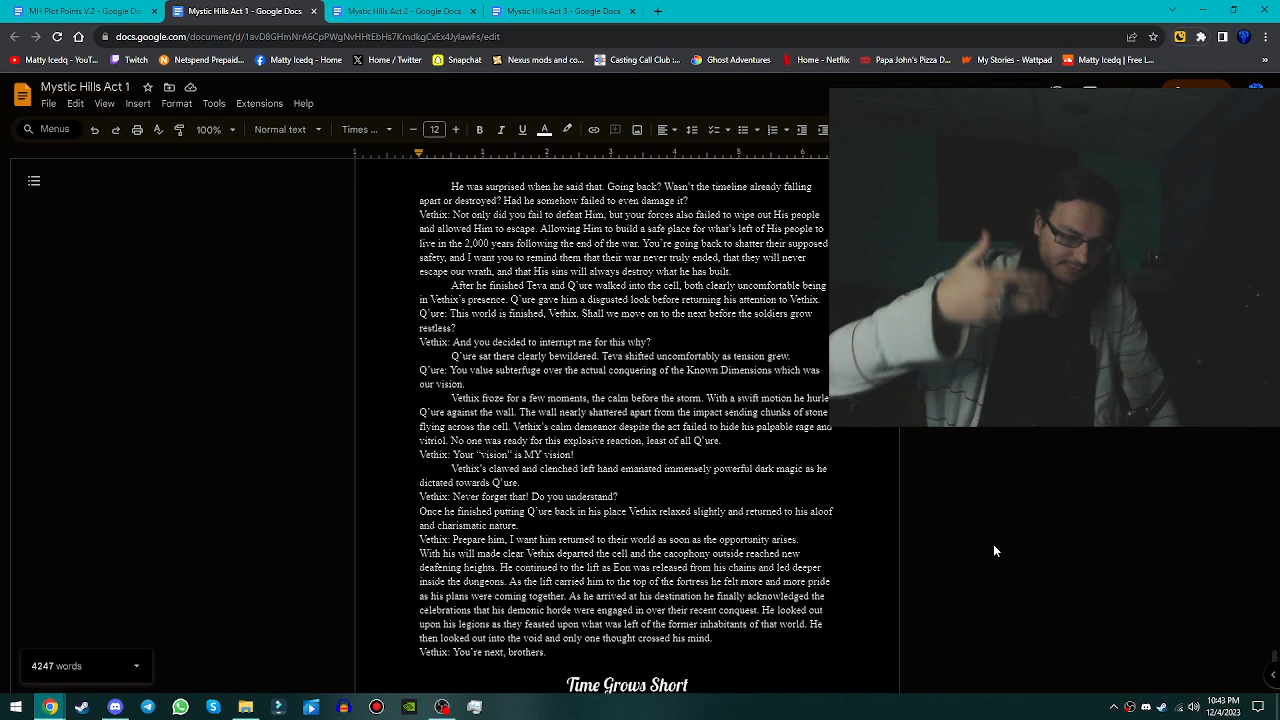 MH Plot Points V.2 - Google Docs
Mystic Hills Act 1 - Google Docs
Mystic Hills Act 2 - Google Docs
Mystic Hills Act 3 - Google Docs
docs.google.com/document/d/1avD8GHmNrA6CpPWgNvHHtEbHs7KmdkgCxEx4JylawFs/edit
Matty Icedq - YouT...
Twitch
Netspend Prepaid...
Matty Icedq | Face...
Home / Twitter
Snapchat
Nexus mods and co...
Casting Call Club...
Ghost Adventures
Home - Netflix
Papa John's Pizza D...
My Stories - Wattpad
Matty Icedq | Free L...
Mystic Hills Act 1
File Edit View Insert Format Tools Extensions Help
Menus 100% Normal text Times ... 12
1 1 2 3 4 5 6
He was surprised when he said that. Going back? Wasn't the timeline already falling
apart or destroyed? Had he somehow failed to even damage it?
Vethix: Not only did you fail to defeat Him, but your forces also failed to wipe out His people
and allowed Him to escape. Allowing Him to build a safe place for what's left of His people to
live in the 2,000 years following the end of the war. You're going back to shatter their supposed
safety, and I want you to remind them that their war never truly ended, that they will never
escape our wrath, and that His sins will always destroy what he has built.
After he finished Teva and Q'ure walked into the cell, both clearly uncomfortable being
in Vethix's presence. Q'ure gave him a disgusted look before returning his attention to Vethix.
Q'ure: This world is finished, Vethix. Shall we move on to the next before the soldiers grow
restless?
Vethix: And you decided to interrupt me for this why?
Q'ure sat there clearly bewildered. Teva shifted uncomfortably as tension grew.
Q'ure: You value subterfuge over the actual conquering of the Known Dimensions which was
our vision.
Vethix froze for a few moments, the calm before the storm. With a swift motion he hurle
Q'ure against the wall. The wall nearly shattered apart from the impact sending chunks of stone
flying across the cell. Vethix's calm demeanor despite the act failed to hide his palpable rage and
vitriol. No one was ready for this explosive reaction, least of all Q'ure.
Vethix: Your “vision” is MY vision!
Vethix's clawed and clenched left hand emanated immensely powerful dark magic as he
dictated towards Q'ure.
Vethix: Never forget that! Do you understand?
Once he finished putting Q'ure back in his place Vethix relaxed slightly and returned to his aloof
and charismatic nature.
Vethix: Prepare him, I want him returned to their world as soon as the opportunity arises.
With his will made clear Vethix departed the cell and the cacophony outside reached new
deafening heights. He continued to the lift as Eon was released from his chains and led deeper
inside the dungeons. As the lift carried him to the top of the fortress he felt more and more pride
as his plans were coming together. As he arrived at his destination he finally acknowledged the
celebrations that his demonic horde were engaged in over their recent conquest. He looked out
upon his legions as they feasted upon what was left of the former inhabitants of that world. He
then looked out into the void and only one thought crossed his mind.
Vethix: You're next, brothers.
Time Grows Short
4247 words
10:43 PM
12/4/2023